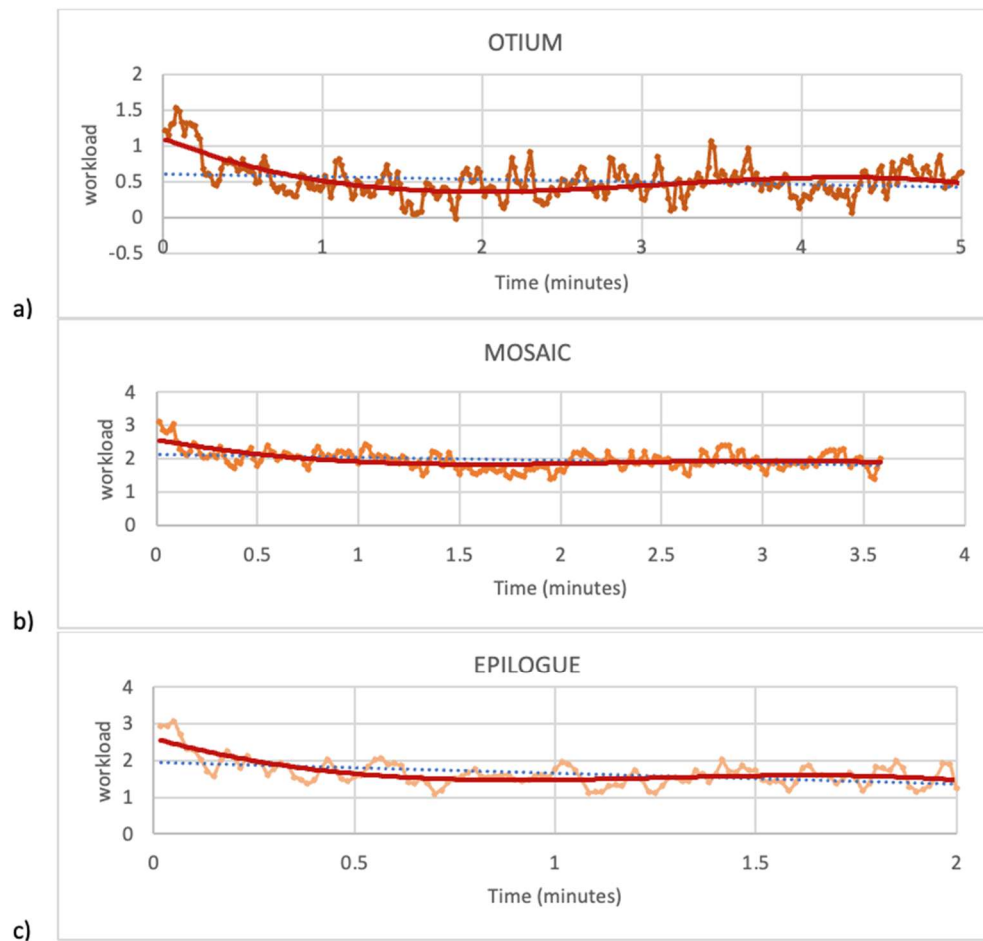 OTIUM
2
1.5
1
0.5
0
-0.5
workload
0 1 2 3 4 5
Time (minutes)
a)
MOSAIC
4
3
2
1
0
workload
0 0.5 1 1.5 2 2.5 3 3.5 4
Time (minutes)
b)
EPILOGUE
4
3
2
1
0
workload
0 0.5 1 1.5 2
Time (minutes)
c)